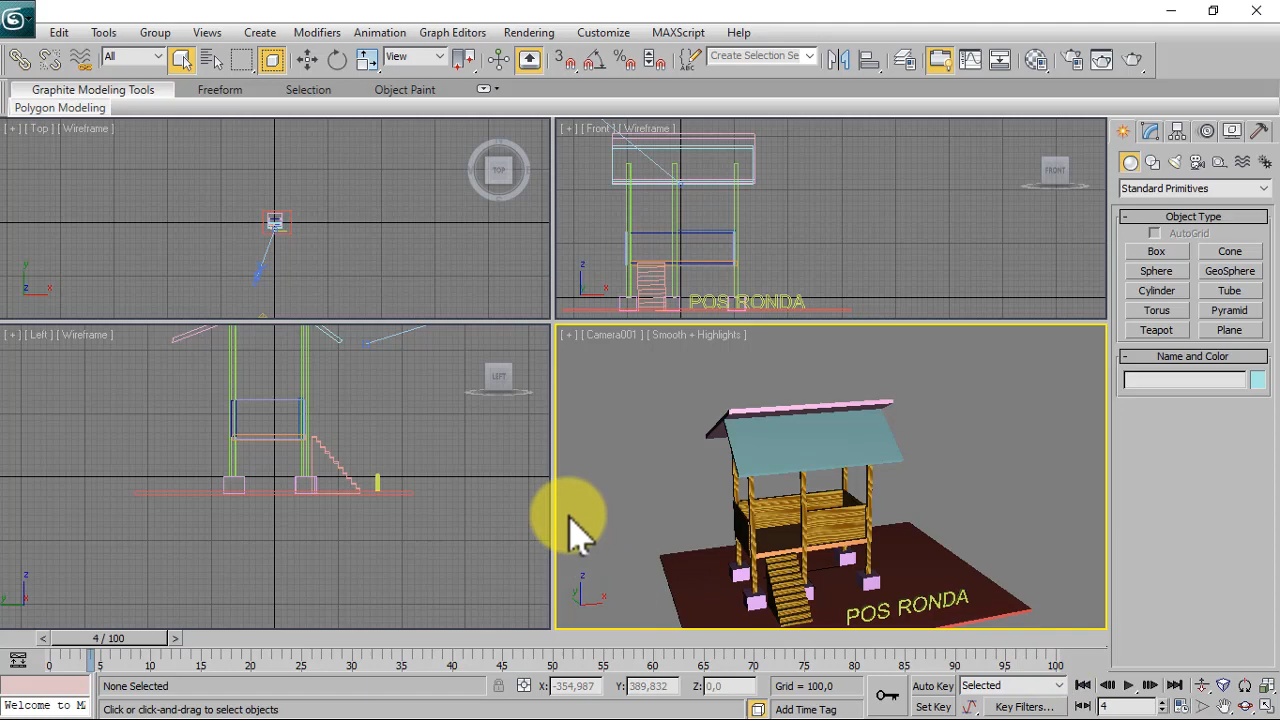 Edit Tools Group Views Create Modifiers Animation Graph Editors Rendering Customize MAXScript Help
All View 3 Create Selection Se
Graphite Modeling Tools Freeform Selection Object Paint
Polygon Modeling
[ + ] [ Top ] [ Wireframe ]
TOP
[ + ] [ Front ] [ Wireframe ]
FRONT
POS RONDA
[ + ] [ Left ] [ Wireframe ]
LEFT
[ + ] [ Camera001 ] [ Smooth + Highlights ]
POS RONDA
Standard Primitives
- Object Type
AutoGrid
Box Cone
Sphere GeoSphere
Cylinder Tube
Torus Pyramid
Teapot Plane
- Name and Color
< 4 / 100 >
0 5 10 15 20 25 30 35 40 45 50 55 60 65 70 75 80 85 90 95 100
None Selected X: -354,987 Y: 389,832 Z: 0,0 Grid = 100,0 Auto Key Selected
Welcome to M Click or click-and-drag to select objects Add Time Tag Set Key Key Filters... 4